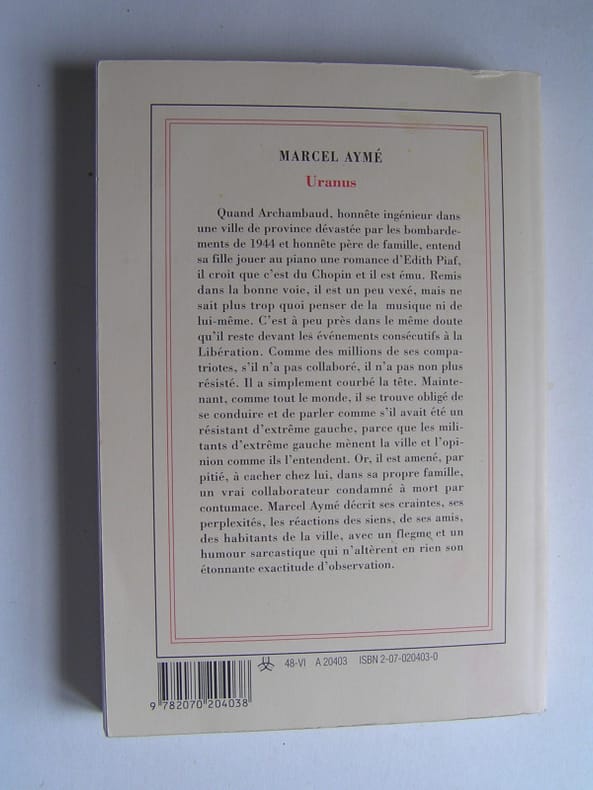 MARCEL AYMÉ
Uranus
Quand Archambaud, honnête ingénieur dans
une ville de province dévastée par les bombarde-
ments de 1944 et honnête père de famille, entend
sa fille jouer au piano une romance d'Edith Piaf,
il croit que c'est du Chopin et il est ému. Remis
dans la bonne voie, il est un peu vexé, mais ne
sait plus trop quoi penser de la musique ni de
lui-même. C'est à peu près dans le même doute
qu'il reste devant les événements consécutifs à la
Libération. Comme des millions de ses compa-
triotes, s'il n'a pas collaboré, il n'a pas non plus
résisté. Il a simplement courbé la tête. Mainte-
nant, comme tout le monde, il se trouve obligé de
se conduire et de parler comme s'il avait été un
résistant d'extrême gauche, parce que les mili-
tants d'extrême gauche mènent la ville et l'opi-
nion comme ils l'entendent. Or, il est amené, par
pitié, à cacher chez lui, dans sa propre famille,
un vrai collaborateur condamné à mort par
contumace. Marcel Aymé décrit ses craintes, ses
perplexités, les réactions des siens, de ses amis,
des habitants de la ville, avec un flegme et un
humour sarcastique qui n'altèrent en rien son
étonnante exactitude d'observation.
48-VI A 20403 ISBN 2-07-020403-0
9 782070 204038